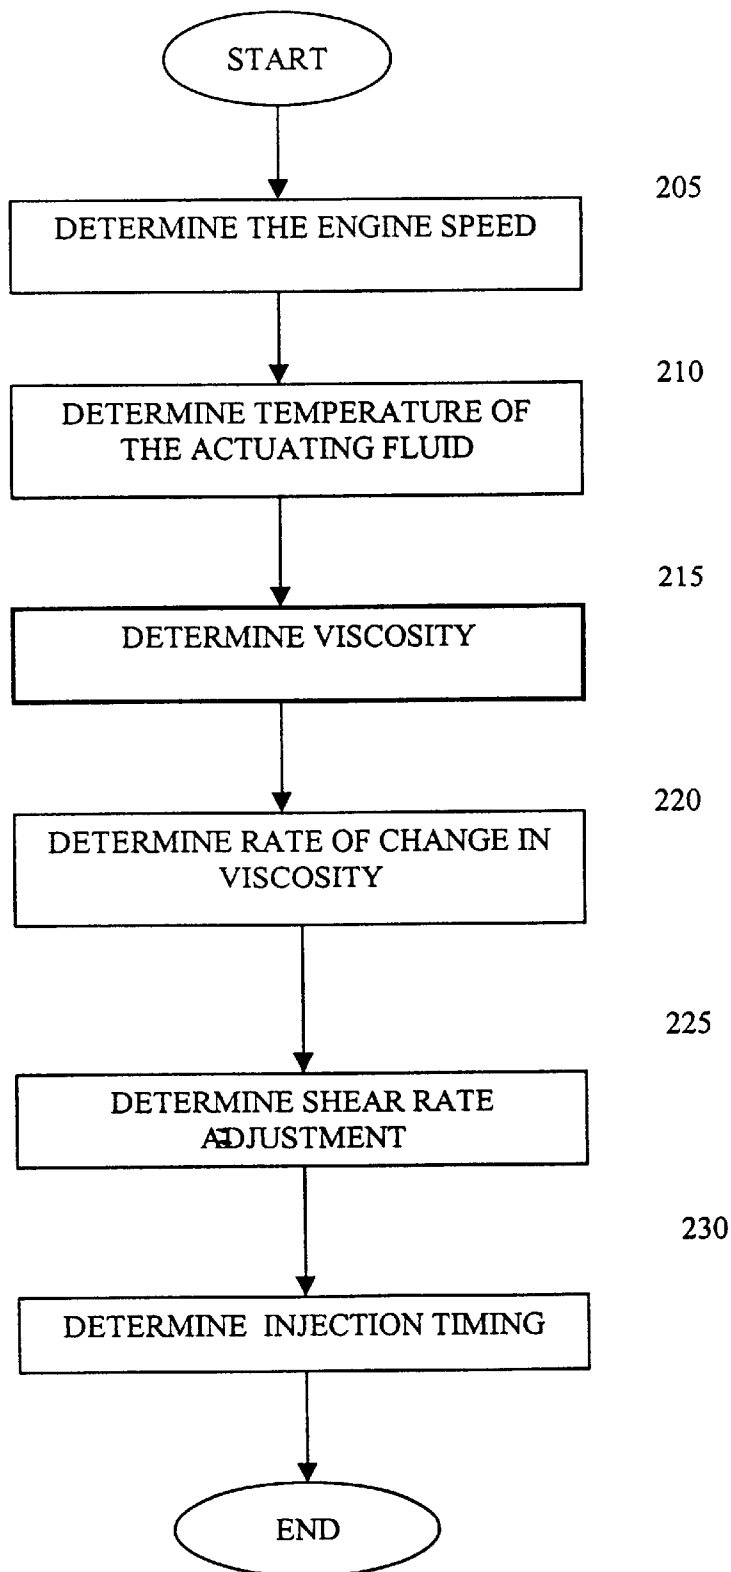 START
205
DETERMINE THE ENGINE SPEED
210
DETERMINE TEMPERATURE OF
THE ACTUATING FLUID
215
DETERMINE VISCOSITY
220
DETERMINE RATE OF CHANGE IN
VISCOSITY
225
DETERMINE SHEAR RATE
ADJUSTMENT
230
DETERMINE INJECTION TIMING
END